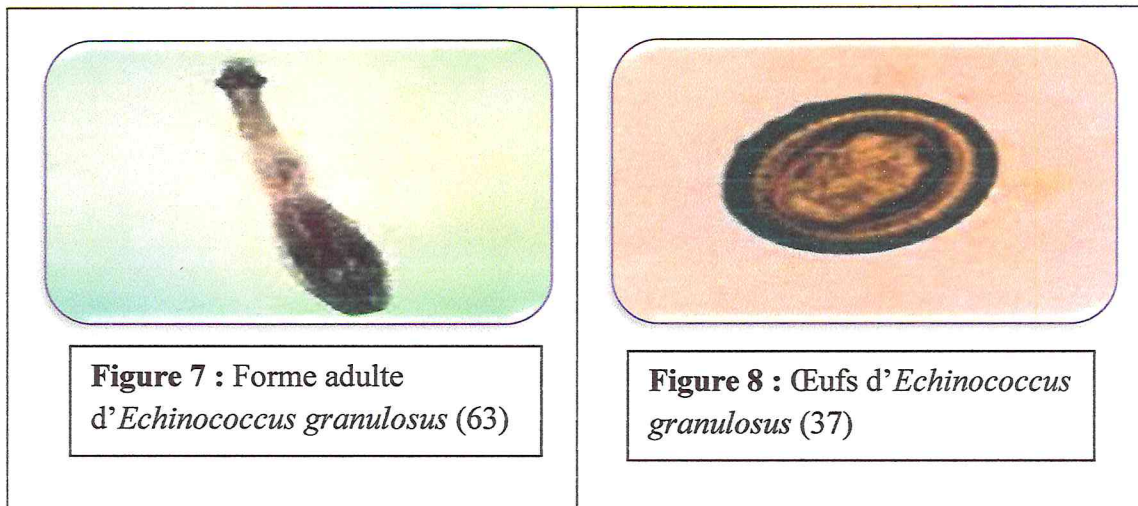 Figure 7 : Forme adulte
d’Echinococcus granulosus (63)
Figure 8 : Œufs d’Echinococcus
granulosus (37)